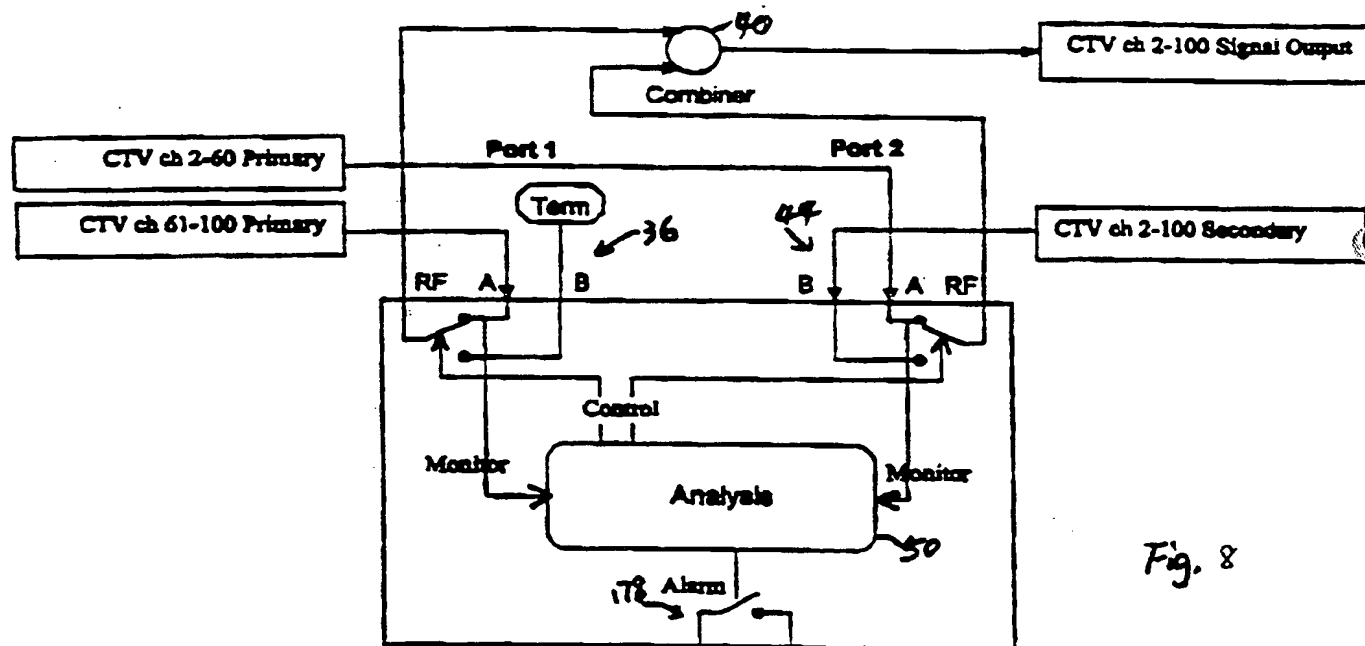 40
CTV ch 2-100 Signal Output
Combiner
CTV ch 2-60 Primary
Port 1
Port 2
Term
CTV ch 61-100 Primary
36
44
CTV ch 2-100 Secondary
RF A B
B A RF
Control
Monitor
Monitor
Analysis
50
Fig. 8
Alarm
178